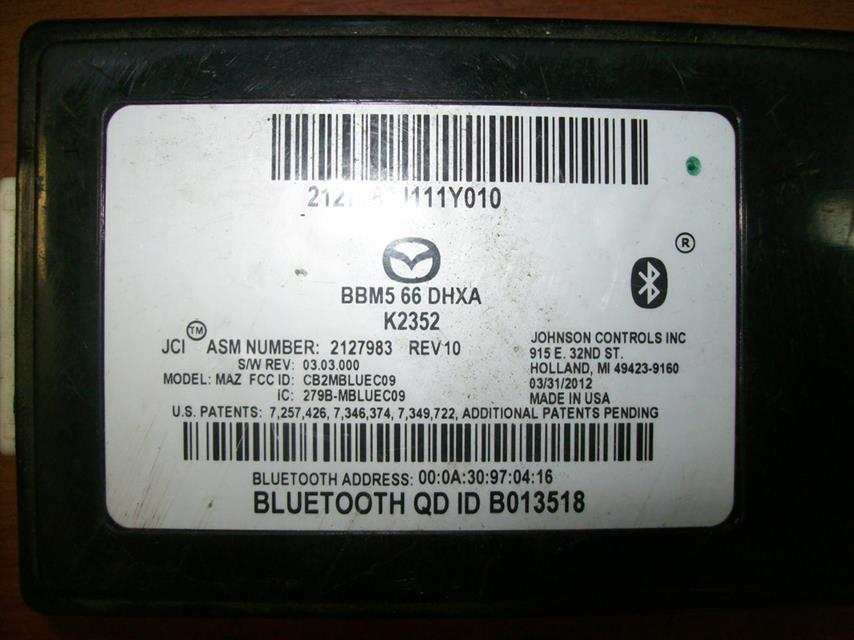 J111Y010
®
BBM5 66 DHXA
K2352
JCI™ ASM NUMBER: 2127983 REV10
S/W REV: 03.03.000
MODEL: MAZ FCC ID: CB2MBLUEC09
iC: 279B-MBLUEC09
JOHNSON CONTROLS INC
915 E. 32ND ST.
HOLLAND, MI 49423-9160
03/31/2012
MADE IN USA
U.S. PATENTS: 7,257,426, 7,346,374, 7,349,722, ADDITIONAL PATENTS PENDING
BLUETOOTH ADDRESS: 00:0A:30:97:04:16
BLUETOOTH QD ID B013518